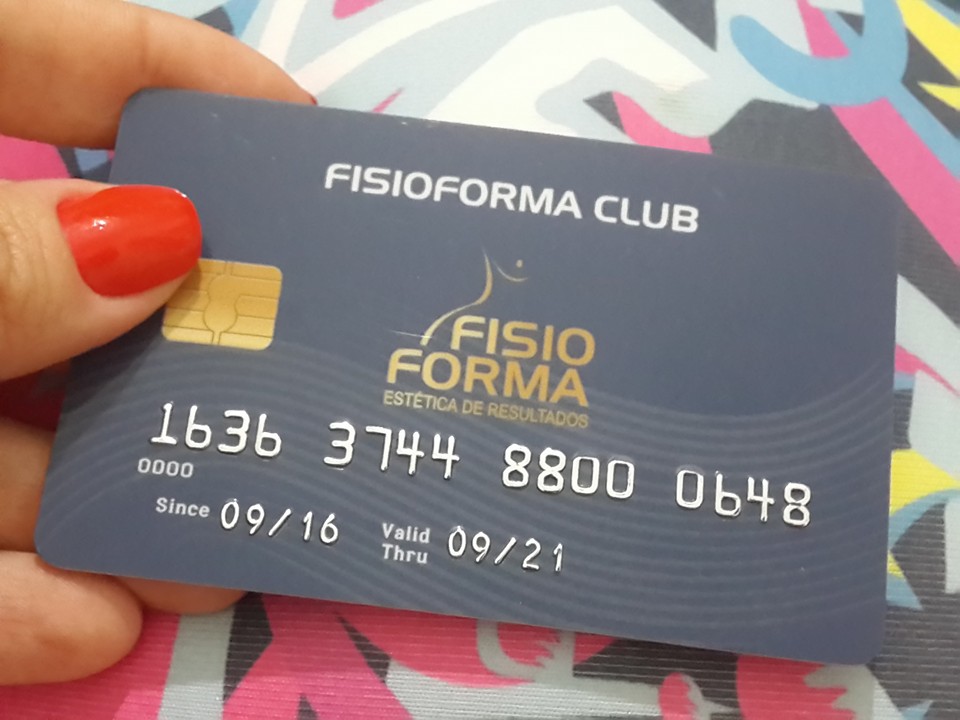 FISIOFORMA CLUB
FISIO
FORMA
ESTÉTICA DE RESULTADOS
1636 3744 8800 0648
0000
Since 09/16 Valid Thru 09/21